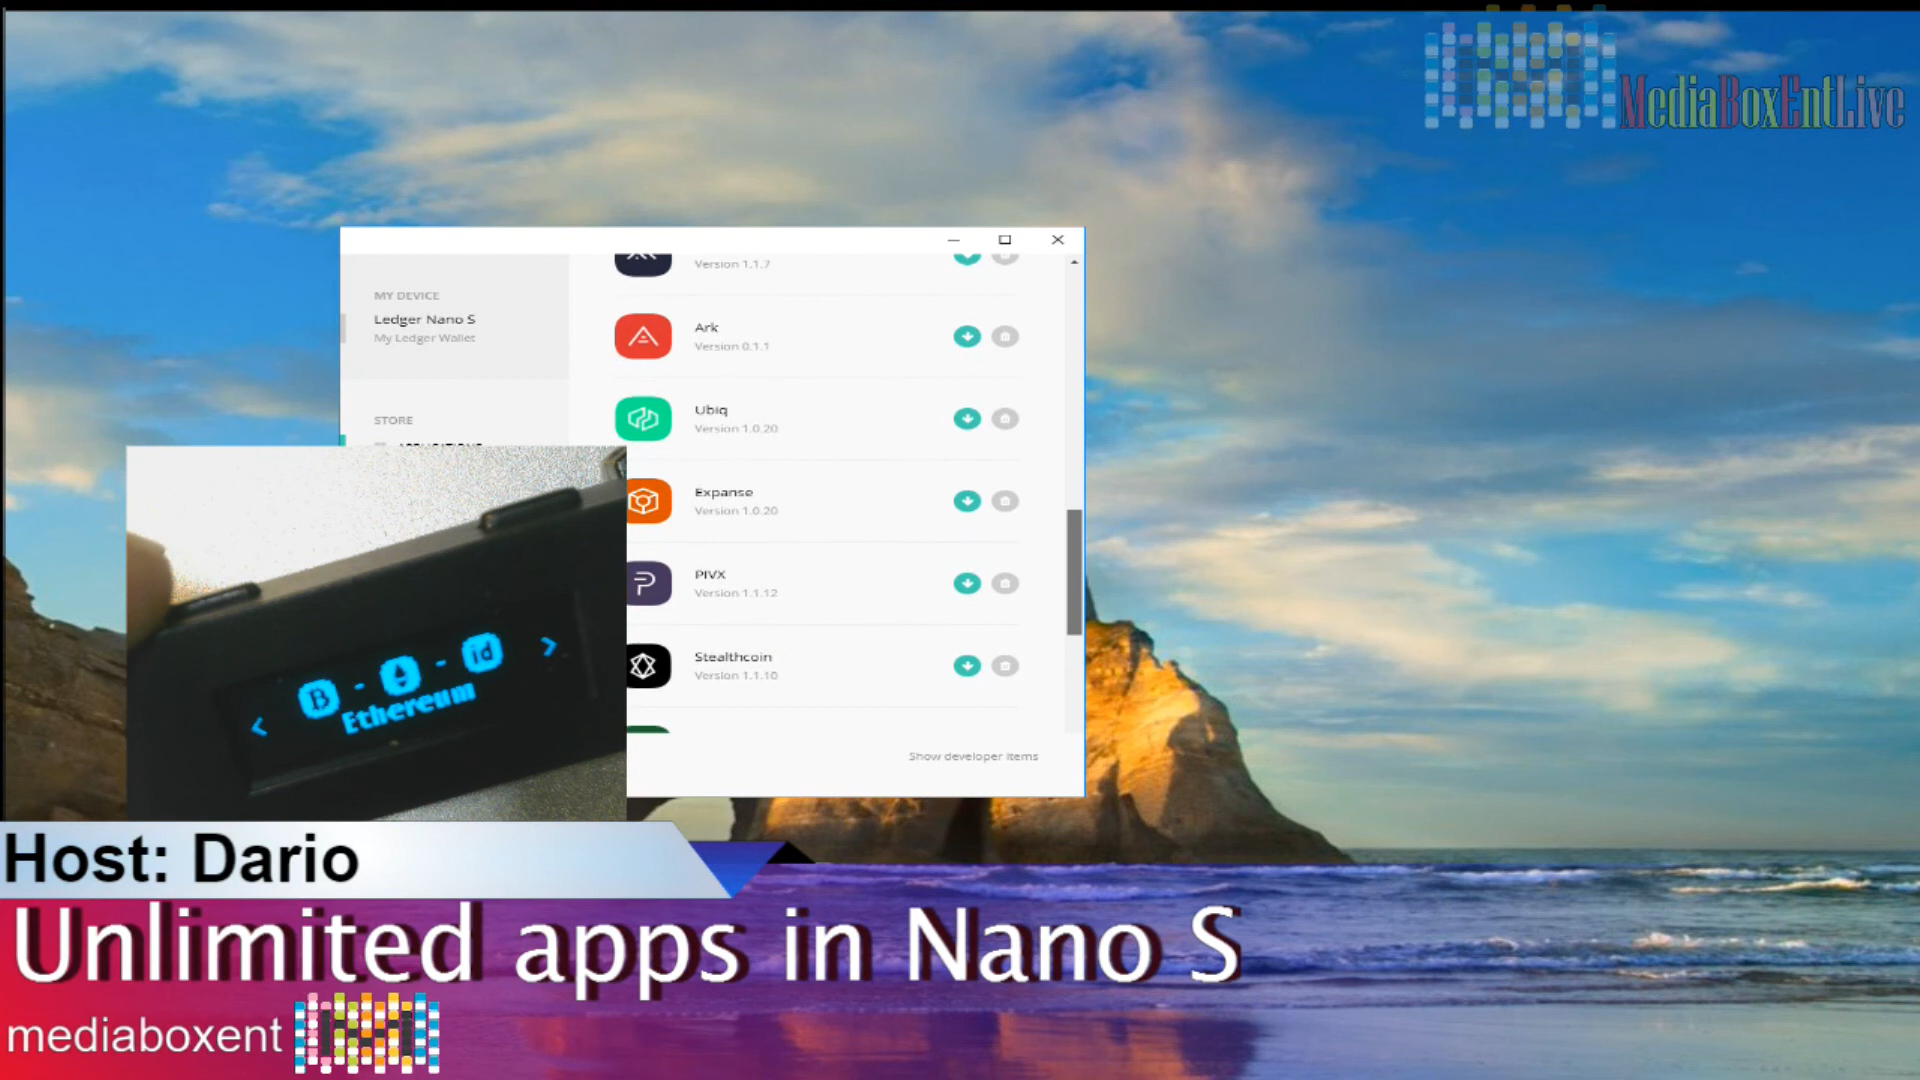 MediaBoxEntLive
Version 1.1.7
MY DEVICE
Ledger Nano S
My Ledger Wallet
STORE
Ark
Version 0.1.1
Ubiq
Version 1.0.20
Expanse
Version 1.0.20
PIVX
Version 1.1.12
Stealthcoin
Version 1.1.10
Show developer items
B - - id
Ethereum
Host: Dario
Unlimited apps in Nano S
mediaboxent